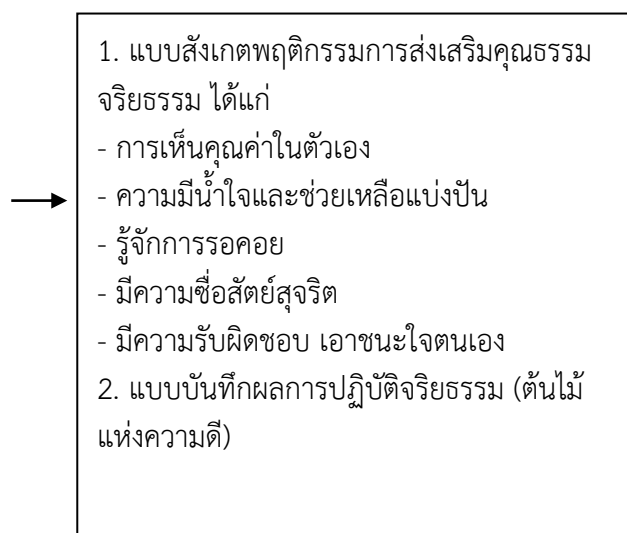 1. แบบสังเกตพฤติกรรมการส่งเสริมคุณธรรม
จริยธรรม ได้แก่
- การเห็นคุณค่าในตัวเอง
- ความมีน้ำใจและช่วยเหลือแบ่งปัน
- รู้จักการรอคอย
- มีความซื่อสัตย์สุจริต
- มีความรับผิดชอบ เอาชนะใจตนเอง
2. แบบบันทึกผลการปฏิบัติจริยธรรม (ต้นไม้
แห่งความดี)